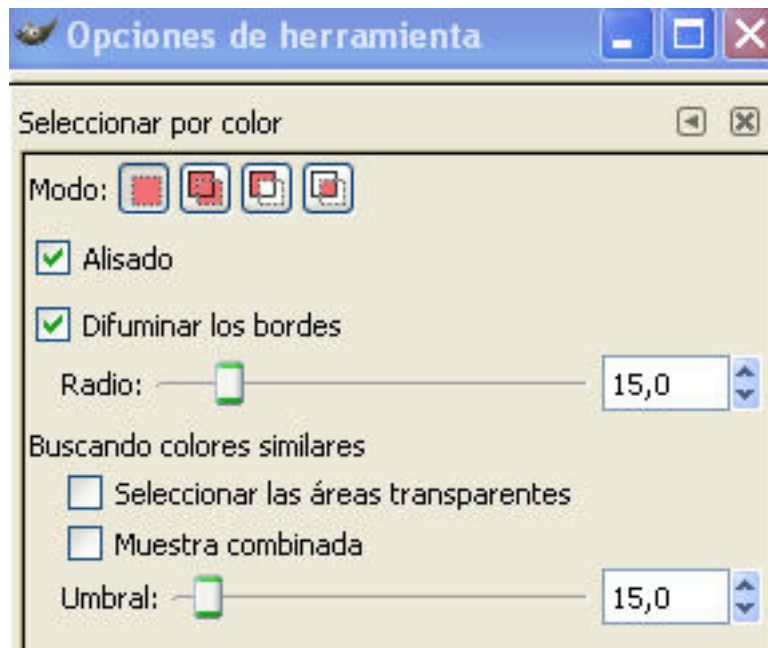 Opciones de herramienta
Seleccionar por color
Modo:
Alisado
Difuminar los bordes
Radio: 15,0
Buscando colores similares
Seleccionar las áreas transparentes
Muestra combinada
Umbral: 15,0